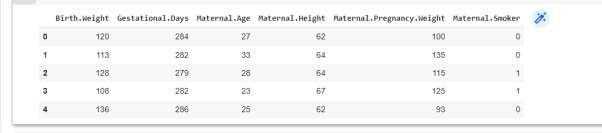 Birth.Weight Gestational.Days Maternal.Age Maternal.Height Maternal.Pregnancy.Weight Maternal.Smoker
0 120 284 27 62 100 0
1 113 282 33 64 135 0
2 128 279 28 64 115 1
3 108 282 23 67 125 1
4 136 286 25 62 93 0